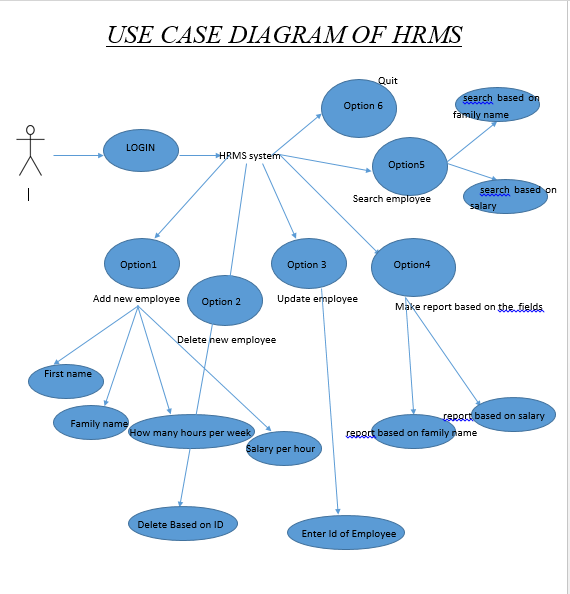 USE CASE DIAGRAM OF HRMS
Quit
Option 6
search based on
family name
LOGIN
HRMS system
Option5
Search employee
search based on
salary
Option1
Add new employee
Option 2
Delete new employee
Option 3
Update employee
Option4
Make report based on the fields
First name
Family name
How many hours per week
Salary per hour
report based on family name
report based on salary
Delete Based on ID
Enter Id of Employee